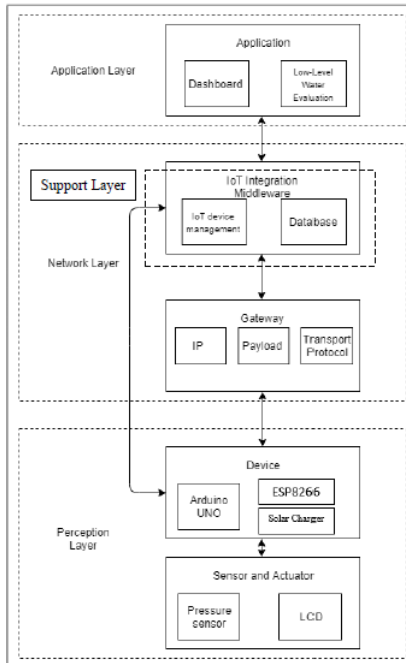 Application
Application Layer
Dashboard
Low-Level
Water
Evaluation
Support Layer
IoT Integration
Middleware
IoT device
management
Database
Network Layer
Gateway
IP
Payload
Transport
Protocol
Device
Arduino
UNO
ESP8266
Solar Charger
Perception
Layer
Sensor and Actuator
Pressure
sensor
LCD